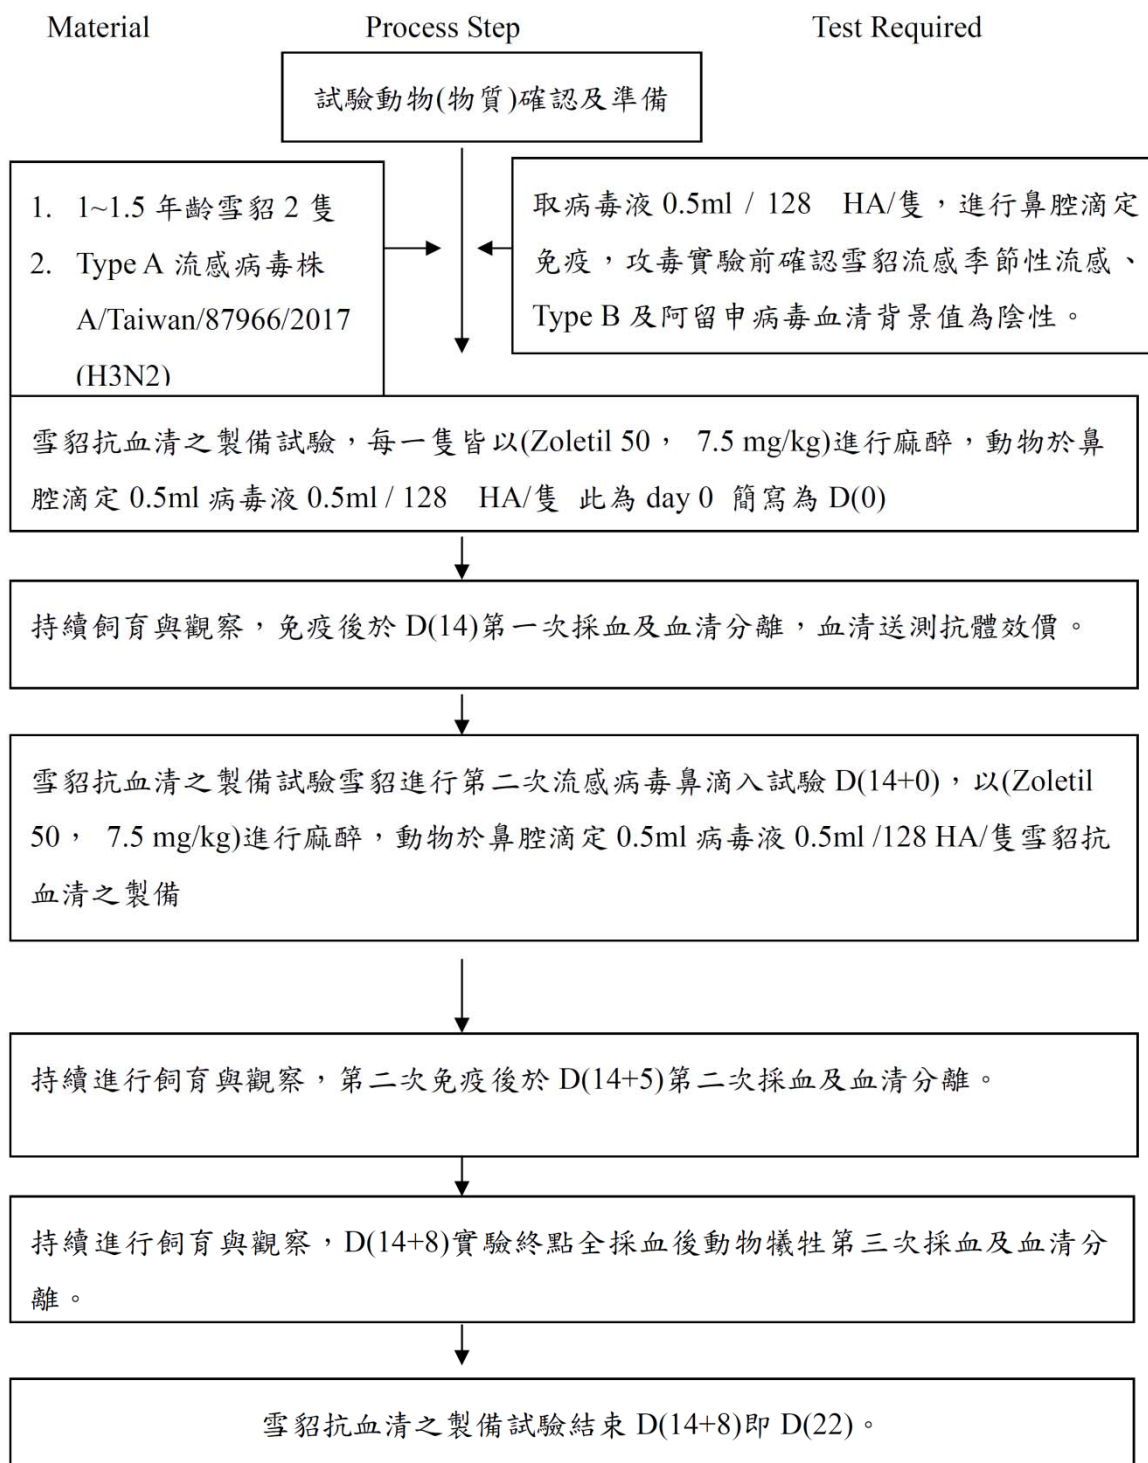 Material Process Step Test Required
試驗動物(物質)確認及準備
1. 1~1.5 年齡雪貂 2 隻
2. Type A 流感病毒株
A/Taiwan/87966/2017
(H3N2)
取病毒液 0.5ml / 128 HA/隻，進行鼻腔滴定
免疫，攻毒實驗前確認雪貂流感季節性流感、
Type B 及阿留申病毒血清背景值為陰性。
雪貂抗血清之製備試驗，每一隻皆以(Zoletil 50， 7.5 mg/kg)進行麻醉，動物於鼻
腔滴定 0.5ml 病毒液 0.5ml / 128 HA/隻 此為 day 0 簡寫為 D(0)
持續飼育與觀察，免疫後於 D(14)第一次採血及血清分離，血清送測抗體效價。
雪貂抗血清之製備試驗雪貂進行第二次流感病毒鼻滴入試驗 D(14+0)，以(Zoletil
50， 7.5 mg/kg)進行麻醉，動物於鼻腔滴定 0.5ml 病毒液 0.5ml /128 HA/隻雪貂抗
血清之製備
持續進行飼育與觀察，第二次免疫後於 D(14+5)第二次採血及血清分離。
持續進行飼育與觀察，D(14+8)實驗終點全採血後動物犧牲第三次採血及血清分
離。
雪貂抗血清之製備試驗結束 D(14+8)即 D(22)。